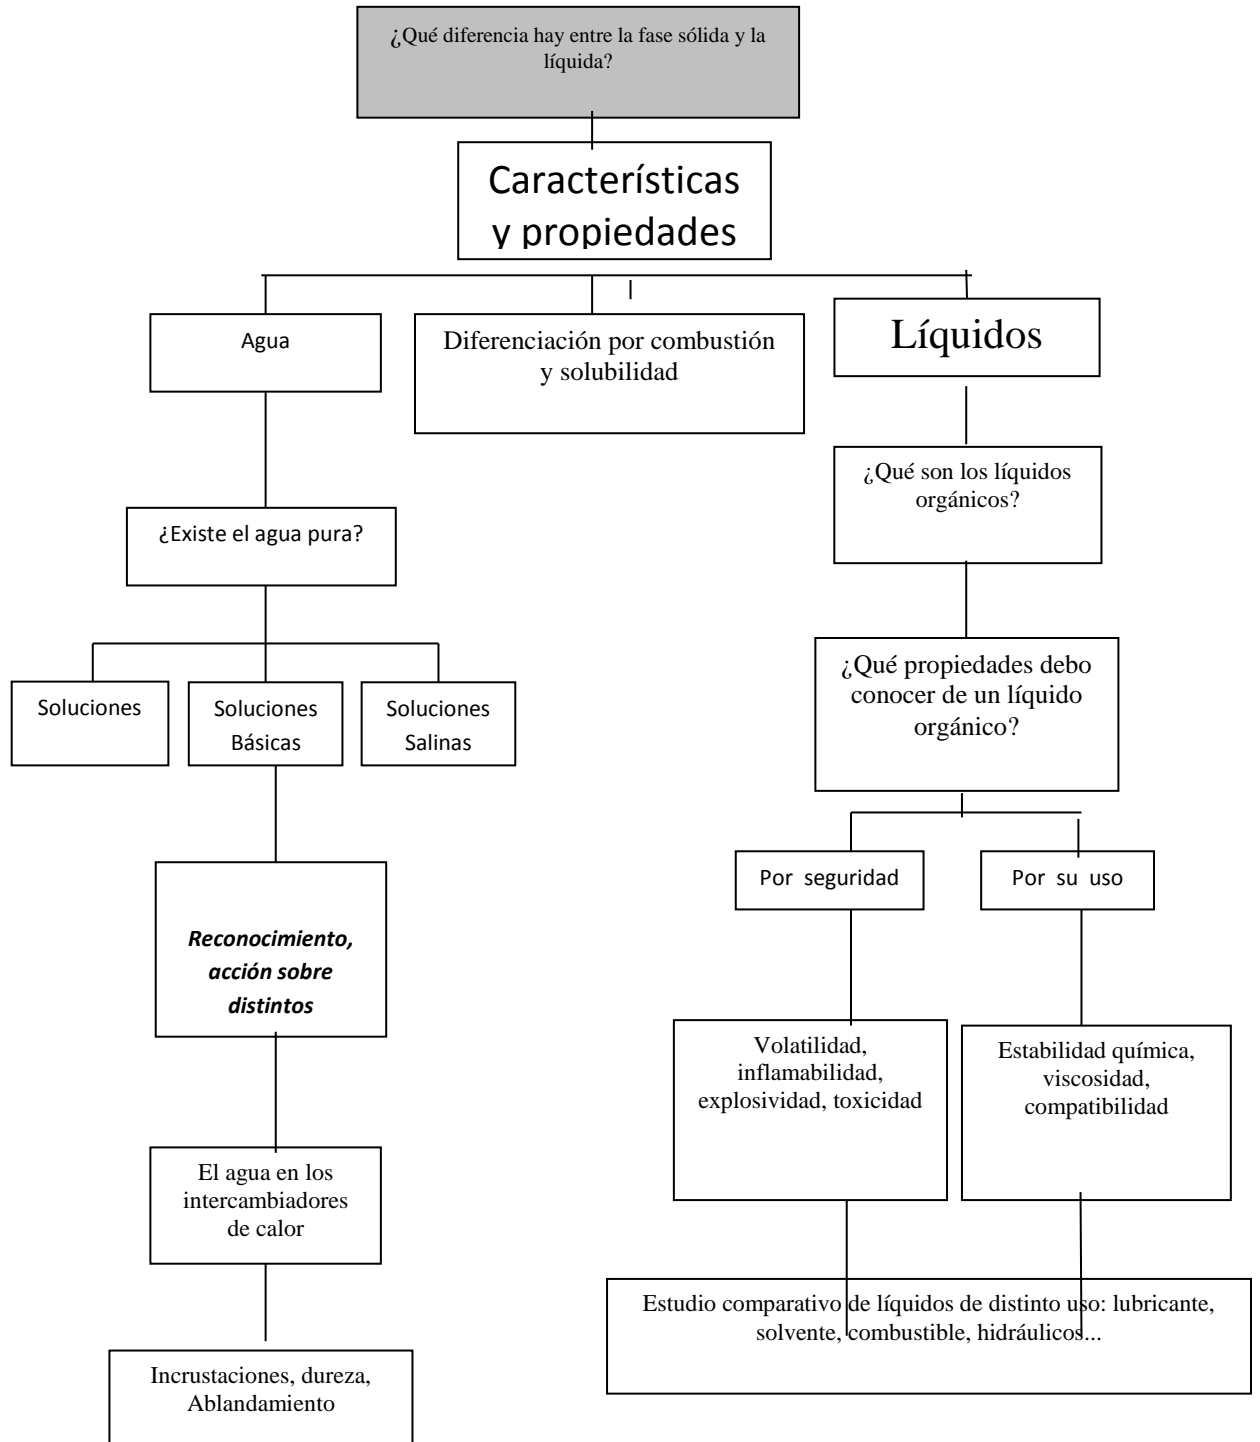 ¿Qué diferencia hay entre la fase sólida y la
líquida?
Características
y propiedades
Agua
Diferenciación por combustión
y solubilidad
Líquidos
¿Qué son los líquidos
orgánicos?
¿Existe el agua pura?
¿Qué propiedades debo
conocer de un líquido
orgánico?
Soluciones
Soluciones
Básicas
Soluciones
Salinas
Por seguridad
Por su uso
Reconocimiento,
acción sobre
distintos
Volatilidad,
inflamabilidad,
explosividad, toxicidad
Estabilidad química,
viscosidad,
compatibilidad
El agua en los
intercambiadores
de calor
Estudio comparativo de líquidos de distinto uso: lubricante,
solvente, combustible, hidráulicos...
Incrustaciones, dureza,
Ablandamiento